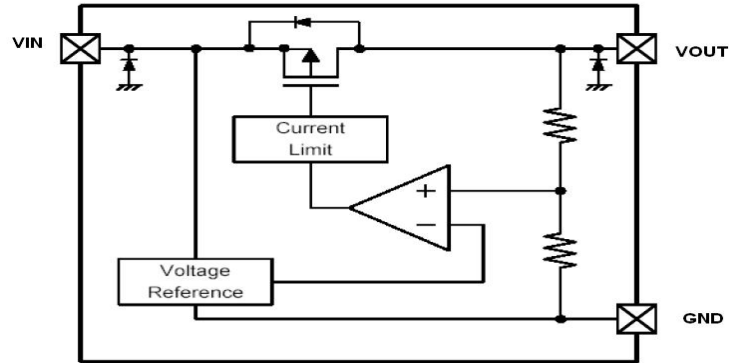 VIN
VOUT
Current
Limit
+
−
Voltage
Reference
GND